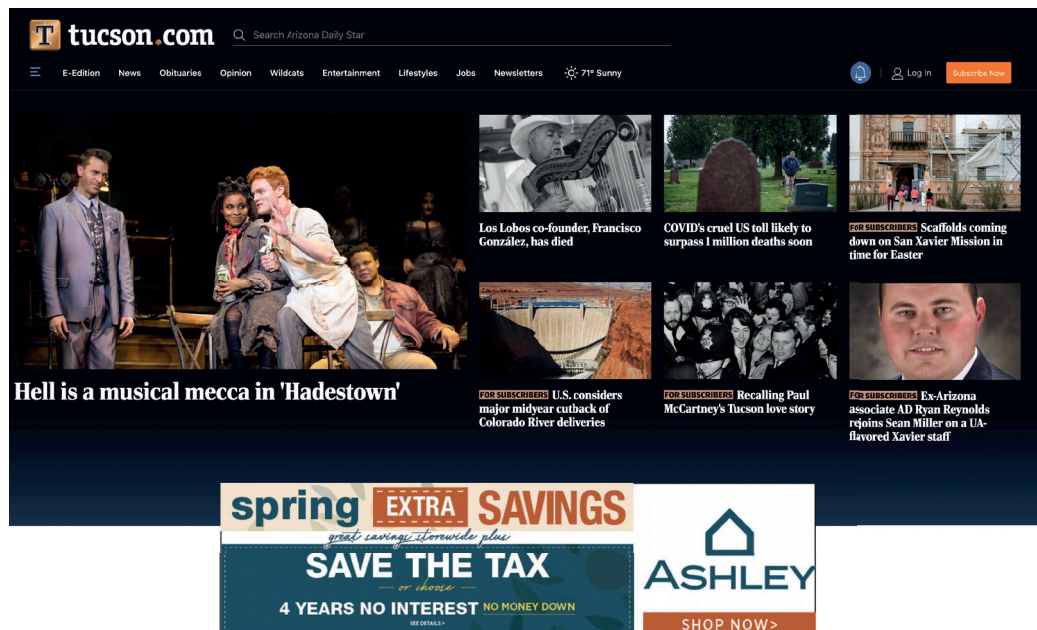 T tucson.com
Search Arizona Daily Star
E-Edition News Obituaries Opinion Wildcats Entertainment Lifestyles Jobs Newsletters 71° Sunny
Log In
Subscribe Now
Hell is a musical mecca in 'Hadestown'
Los Lobos co-founder, Francisco
González, has died
COVID's cruel US toll likely to
surpass 1 million deaths soon
FOR SUBSCRIBERS Scaffolds coming
down on San Xavier Mission in
time for Easter
FOR SUBSCRIBERS U.S. considers
major midyear cutback of
Colorado River deliveries
FOR SUBSCRIBERS Recalling Paul
McCartney's Tucson love story
FOR SUBSCRIBERS Ex-Arizona
associate AD Ryan Reynolds
rejoins Sean Miller on a UA-
flavored Xavier staff
spring EXTRA SAVINGS
great savings storewide plus
SAVE THE TAX
or choose
4 YEARS NO INTEREST NO MONEY DOWN
SEE DETAILS >
ASHLEY
SHOP NOW>